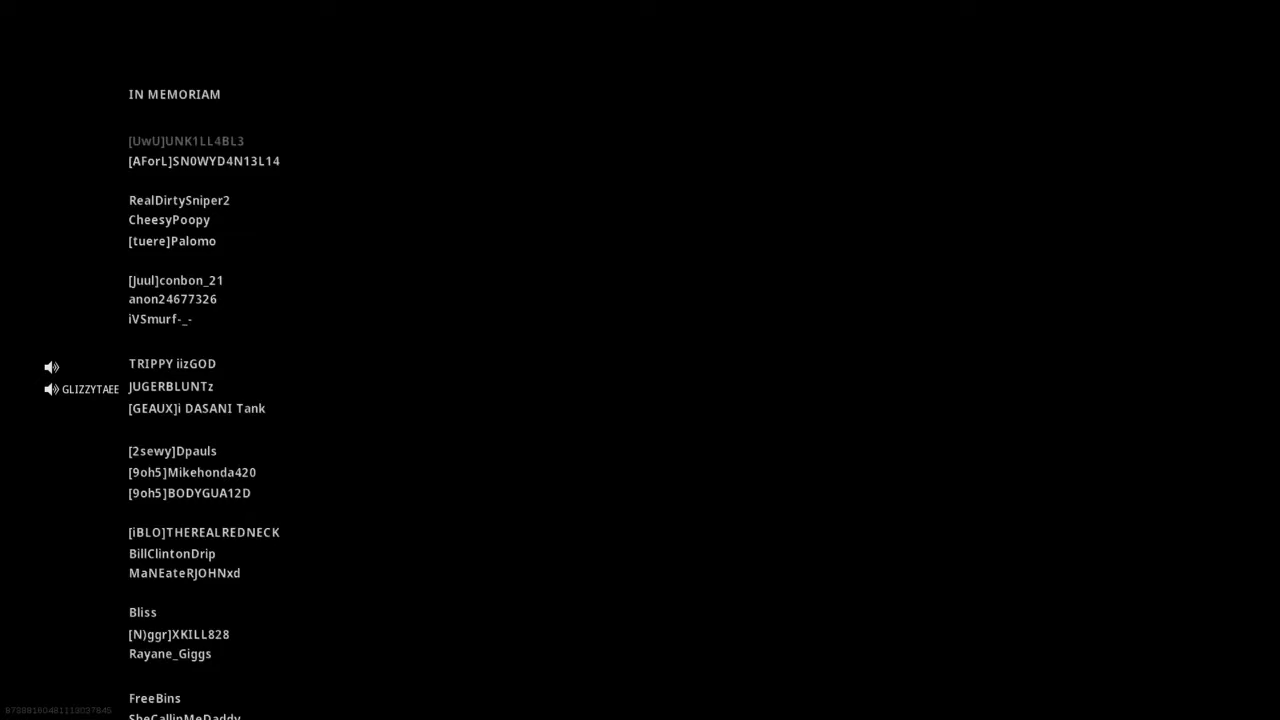 IN MEMORIAM
[UwU]UNK1LL4BL3
[AForL]SN0WYD4N13L14
RealDirtySniper2
CheesyPoopy
[tuere]Palomo
[Juul]conbon_21
anon24677326
iVSmurf-_-
TRIPPY iizGOD
GLIZZYTAEE
JUGERBLUNTz
[GEAUX]i DASANI Tank
[2sewy]Dpauls
[9oh5]Mikehonda420
[9oh5]BODYGUA12D
[iBLO]THEREALREDNECK
BillClintonDrip
MaNEateRJOHNxd
Bliss
[N)ggr]XKILL828
Rayane_Giggs
FreeBins
SheCallinMeDaddy